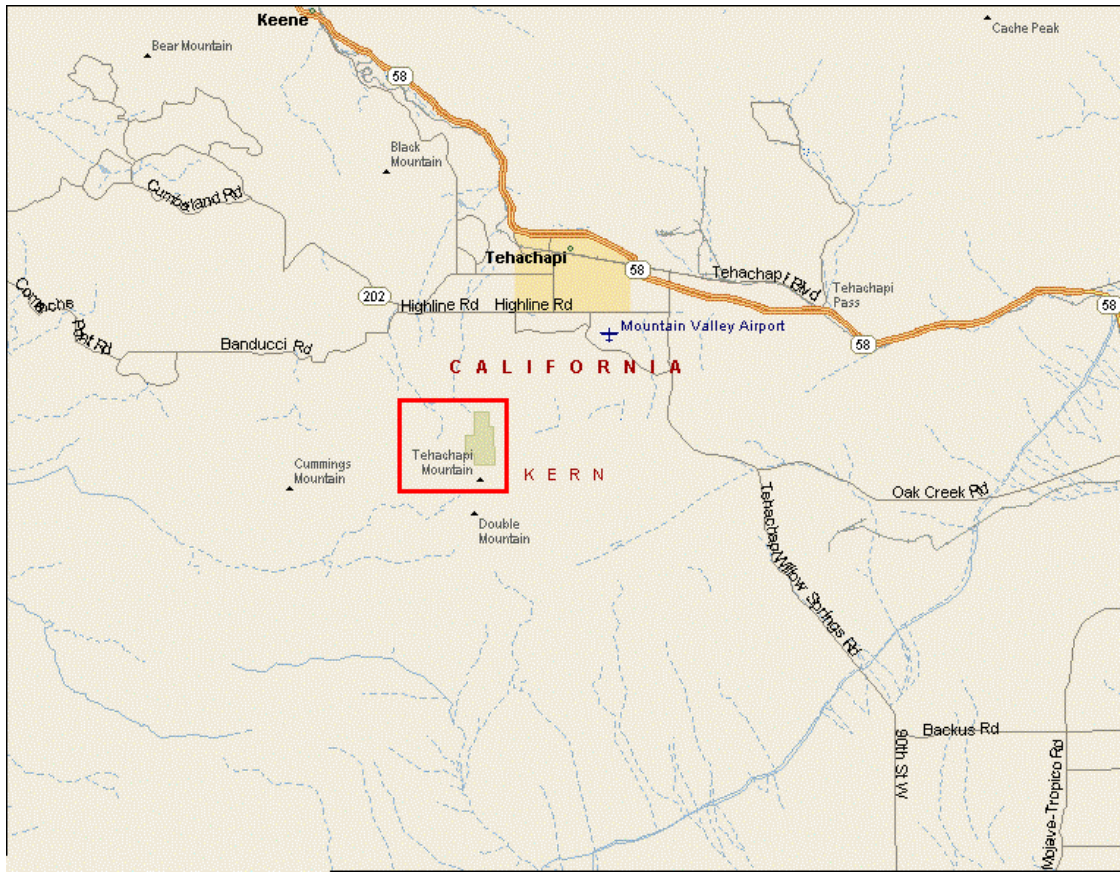 Keene
Cache Peak
Bear Mountain
58
Black
Mountain
Cumberland Rd
Tehachapi
58
Tehachapi Blvd
Tehachapi
Pass
202
Highline Rd
Highline Rd
58
Comanche
Point Rd
Mountain Valley Airport
Banducci Rd
58
CALIFORNIA
Tehachapi
Mountain
Cummings
Mountain
KERN
Oak Creek Rd
Double
Mountain
Tehachapi Willow Springs Rd
Backus Rd
90th St W
Mojave-Tropico Rd